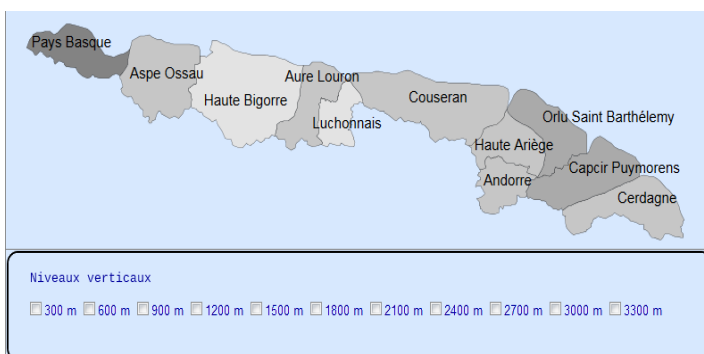 Pays Basque
Aspe Ossau
Haute Bigorre
Aure Louron
Luchonnais
Couseran
Orlu Saint Barthélemy
Haute Ariège
Capcir Puymorens
Andorre
Cerdagne
Niveaux verticaux
300 m 600 m 900 m 1200 m 1500 m 1800 m 2100 m 2400 m 2700 m 3000 m 3300 m